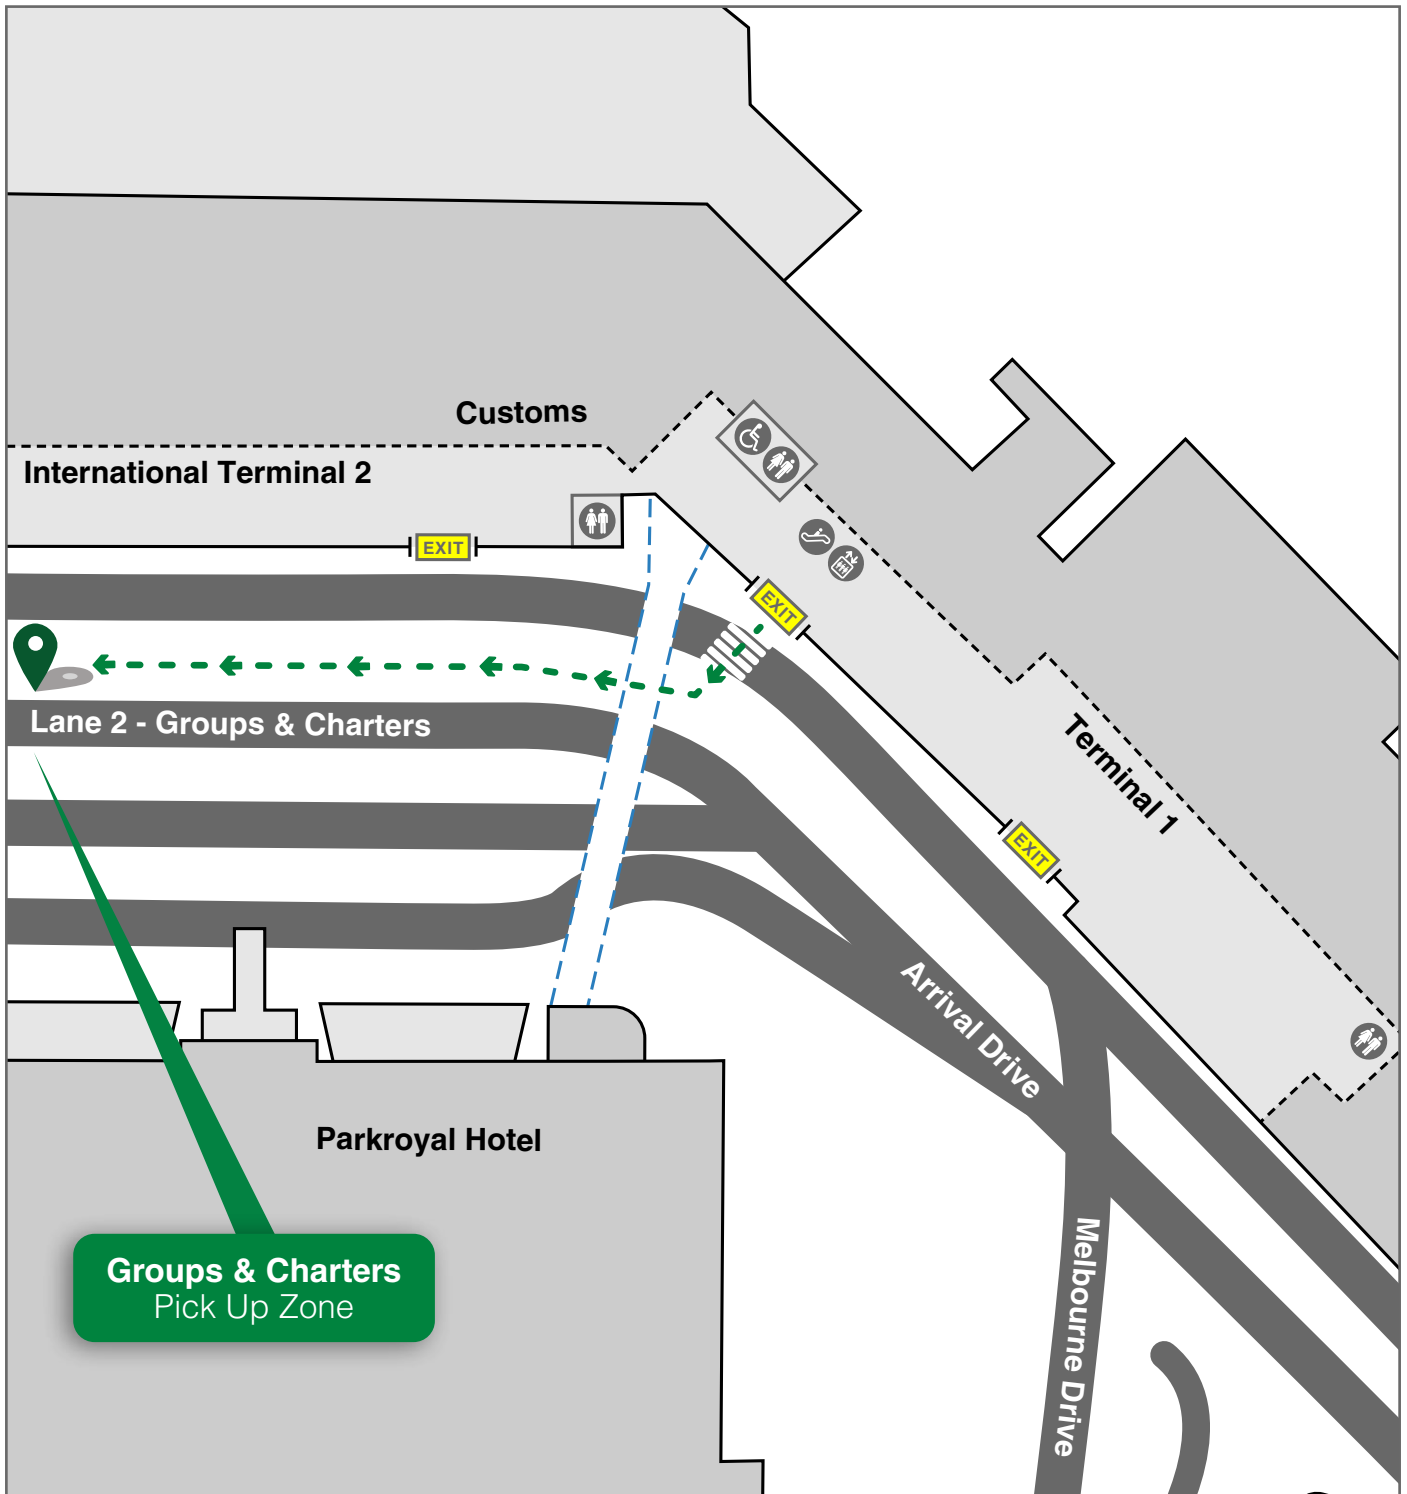 Customs
International Terminal 2
EXIT
EXIT
Lane 2 - Groups & Charters
Terminal 1
EXIT
Arrival Drive
Parkroyal Hotel
Melbourne Drive
Groups & Charters
Pick Up Zone